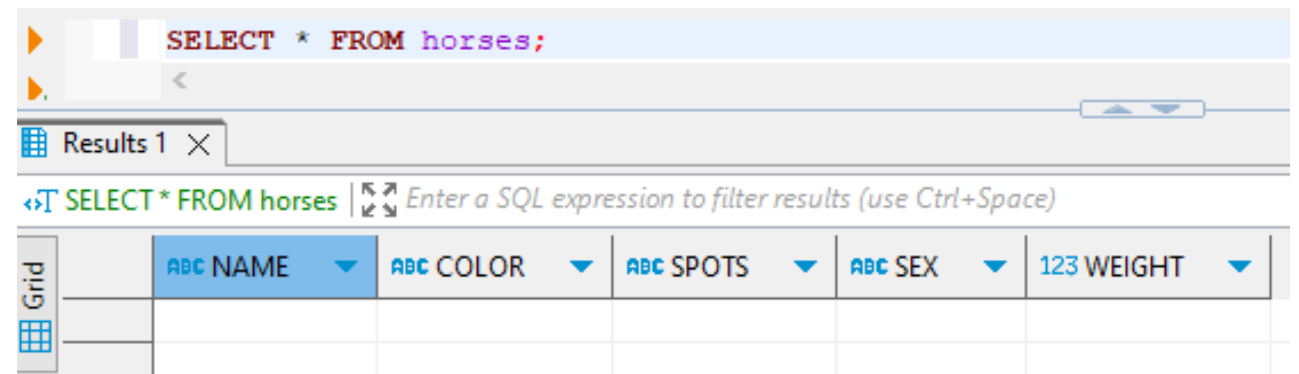 SELECT * FROM horses;
<
Results 1
SELECT * FROM horses Enter a SQL expression to filter results (use Ctrl+Space)
Grid
ABC NAME ABC COLOR ABC SPOTS ABC SEX 123 WEIGHT